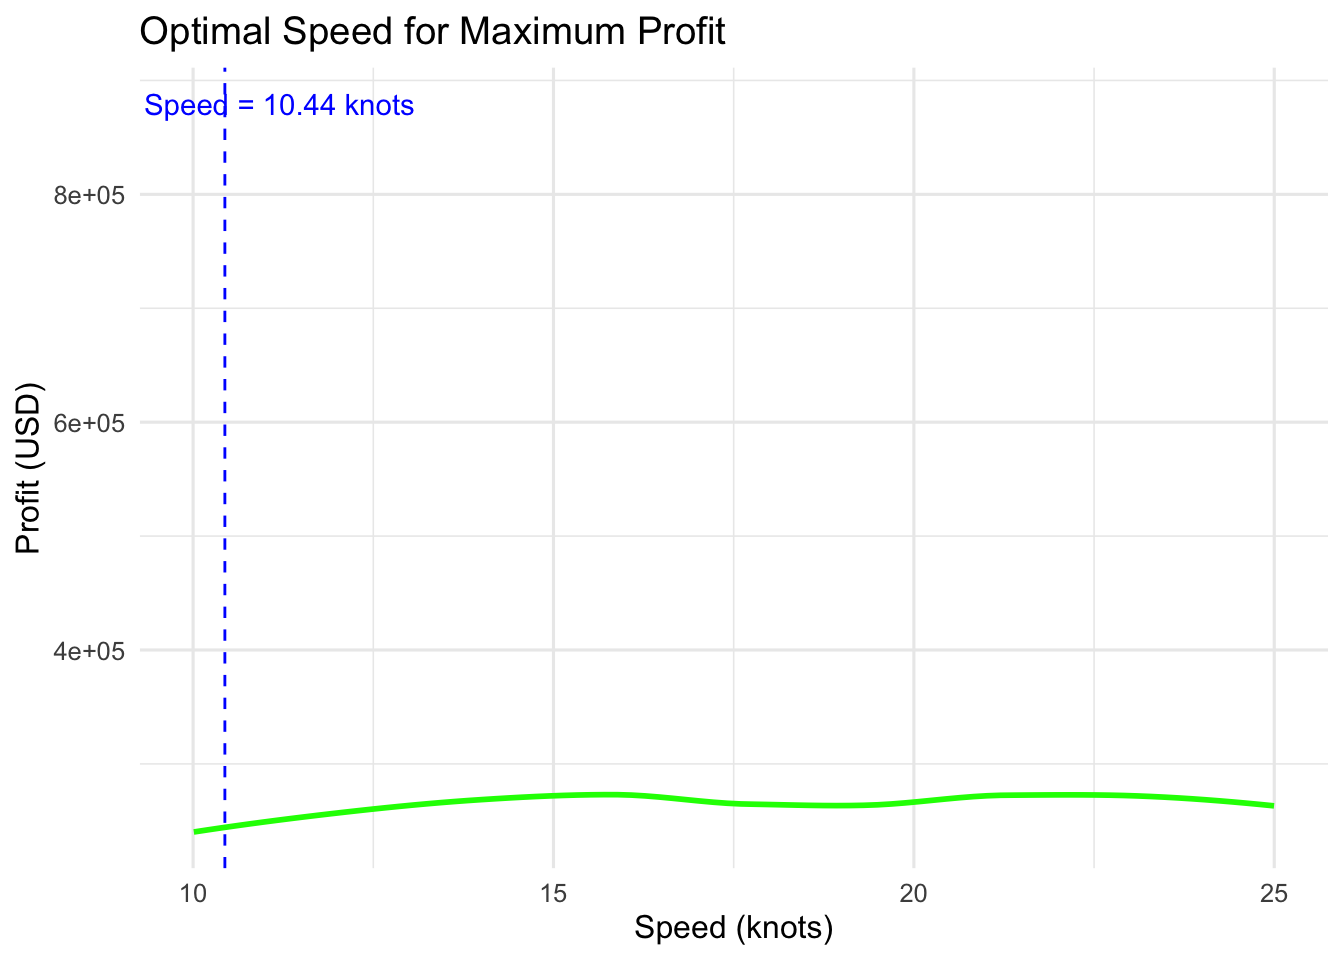 Optimal Speed for Maximum Profit
Speed = 10.44 knots
8e+05
6e+05
4e+05
Profit (USD)
10 15 20 25
Speed (knots)